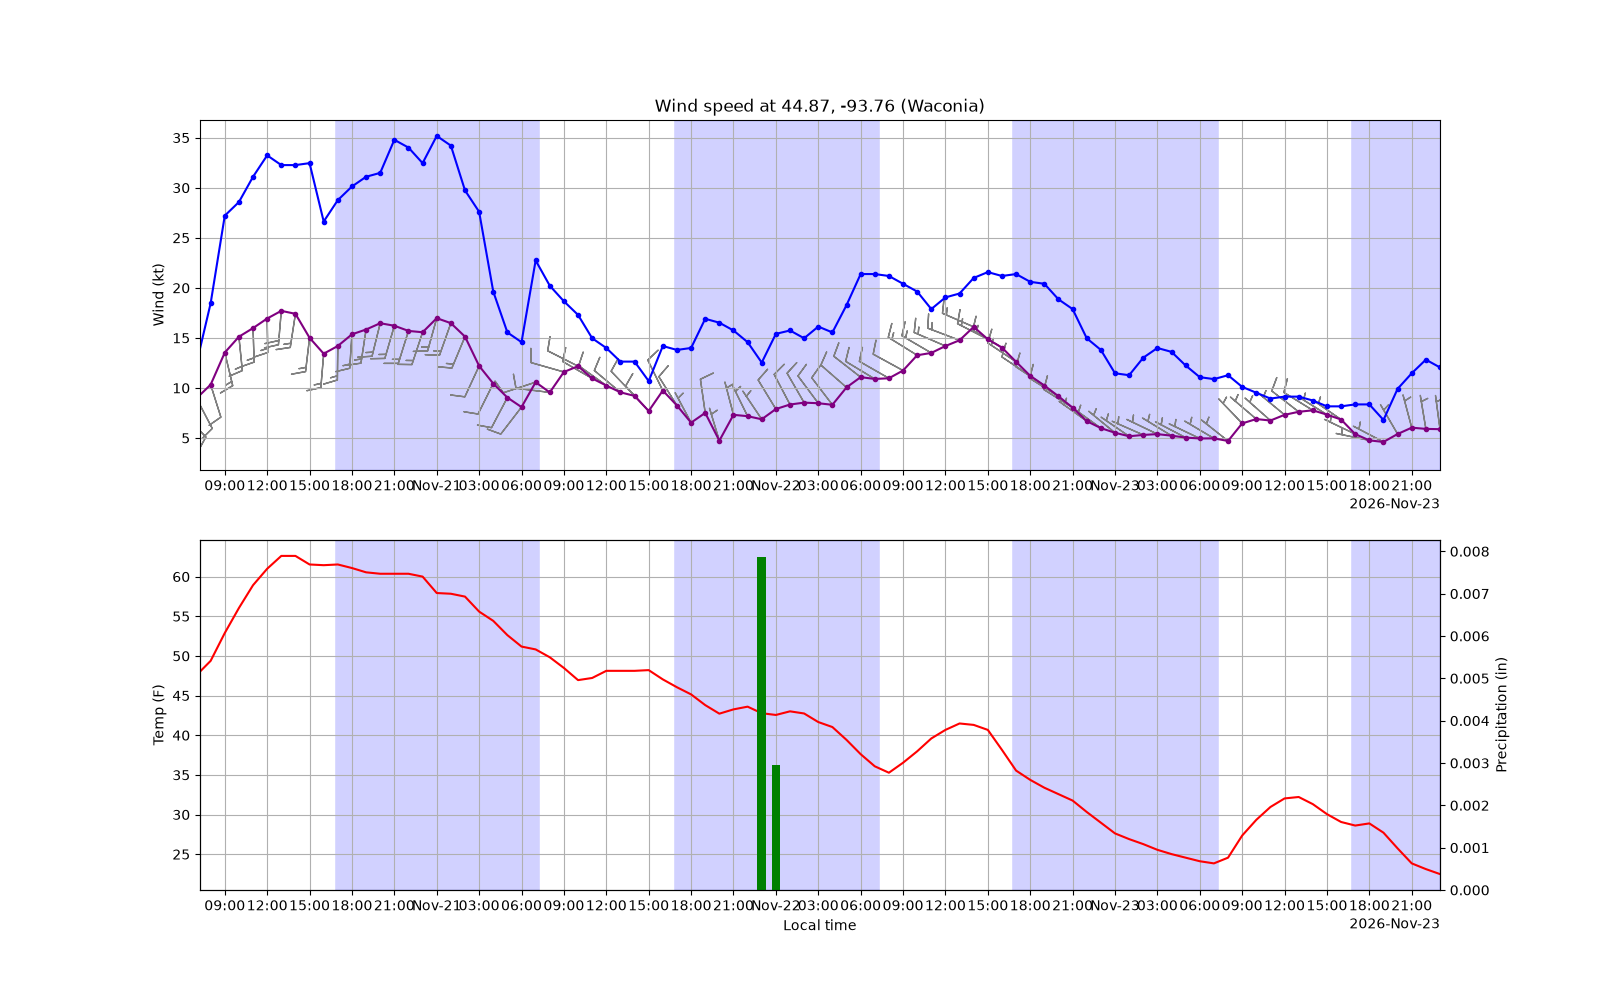 Wind speed at 44.87, -93.76 (Waconia)
Wind (kt)
35
30
25
20
15
10
5
09:00 12:00 15:00 18:00 21:00 Nov-21 03:00 06:00 09:00 12:00 15:00 18:00 21:00 Nov-22 03:00 06:00 09:00 12:00 15:00 18:00 21:00 Nov-23 03:00 06:00 09:00 12:00 15:00 18:00 21:00
2026-Nov-23
Temp (F)
60
55
50
45
40
35
30
25
Precipitation (in)
0.008
0.007
0.006
0.005
0.004
0.003
0.002
0.001
0.000
09:00 12:00 15:00 18:00 21:00 Nov-21 03:00 06:00 09:00 12:00 15:00 18:00 21:00 Nov-22 03:00 06:00 09:00 12:00 15:00 18:00 21:00 Nov-23 03:00 06:00 09:00 12:00 15:00 18:00 21:00
Local time
2026-Nov-23